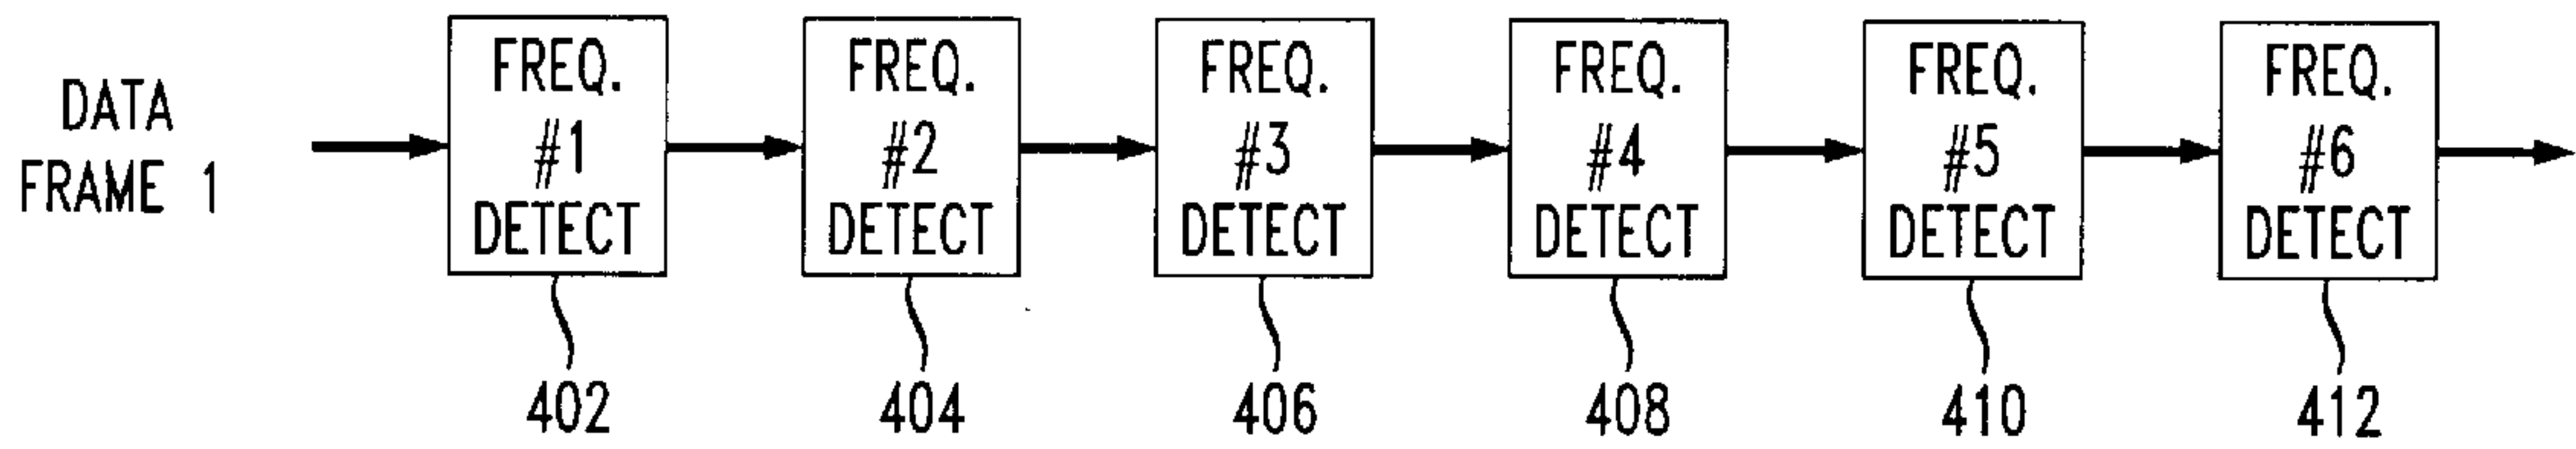 DATA
FRAME 1
FREQ.
#1
DETECT
FREQ.
#2
DETECT
FREQ.
#3
DETECT
FREQ.
#4
DETECT
FREQ.
#5
DETECT
FREQ.
#6
DETECT
402
404
406
408
410
412